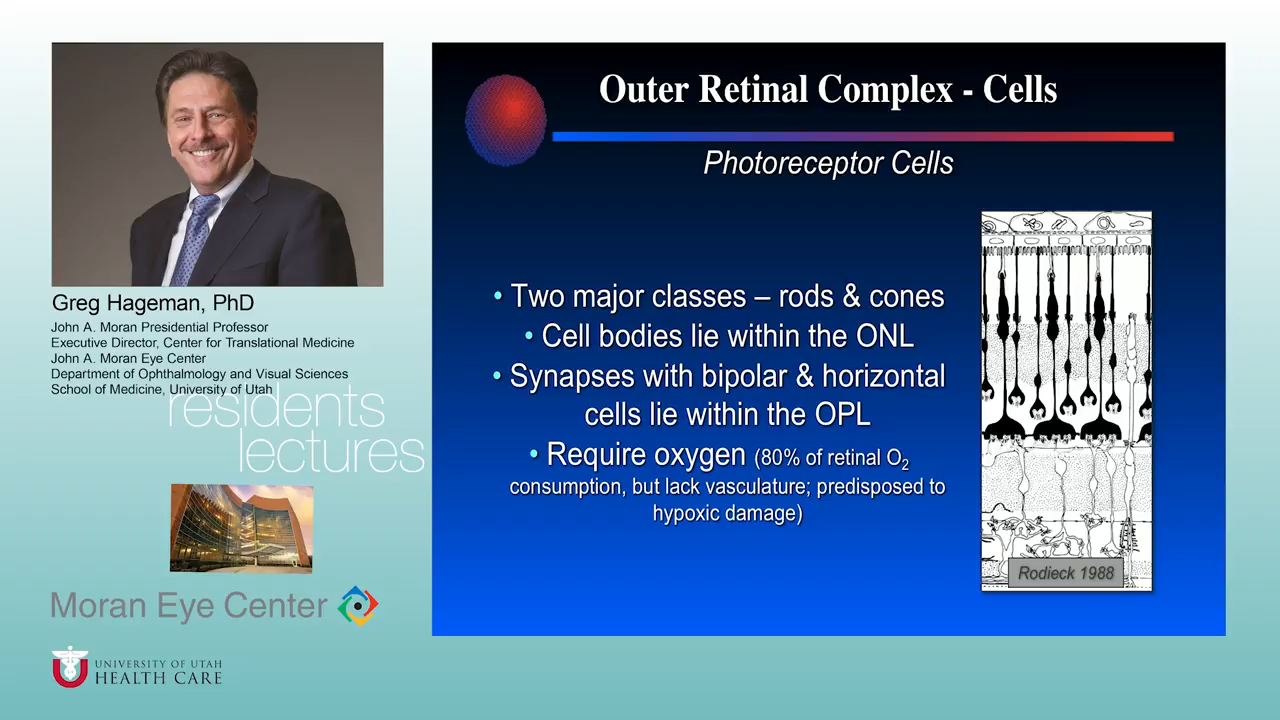 Greg Hageman, PhD
John A. Moran Presidential Professor
Executive Director, Center for Translational Medicine
John A. Moran Eye Center
Department of Ophthalmology and Visual Sciences
School of Medicine, University of Utah
residents
lectures
Moran Eye Center
UNIVERSITY OF UTAH
HEALTH CARE
Outer Retinal Complex - Cells
Photoreceptor Cells
• Two major classes – rods & cones
• Cell bodies lie within the ONL
• Synapses with bipolar & horizontal
cells lie within the OPL
• Require oxygen (80% of retinal O₂
consumption, but lack vasculature; predisposed to
hypoxic damage)
Rodieck 1988